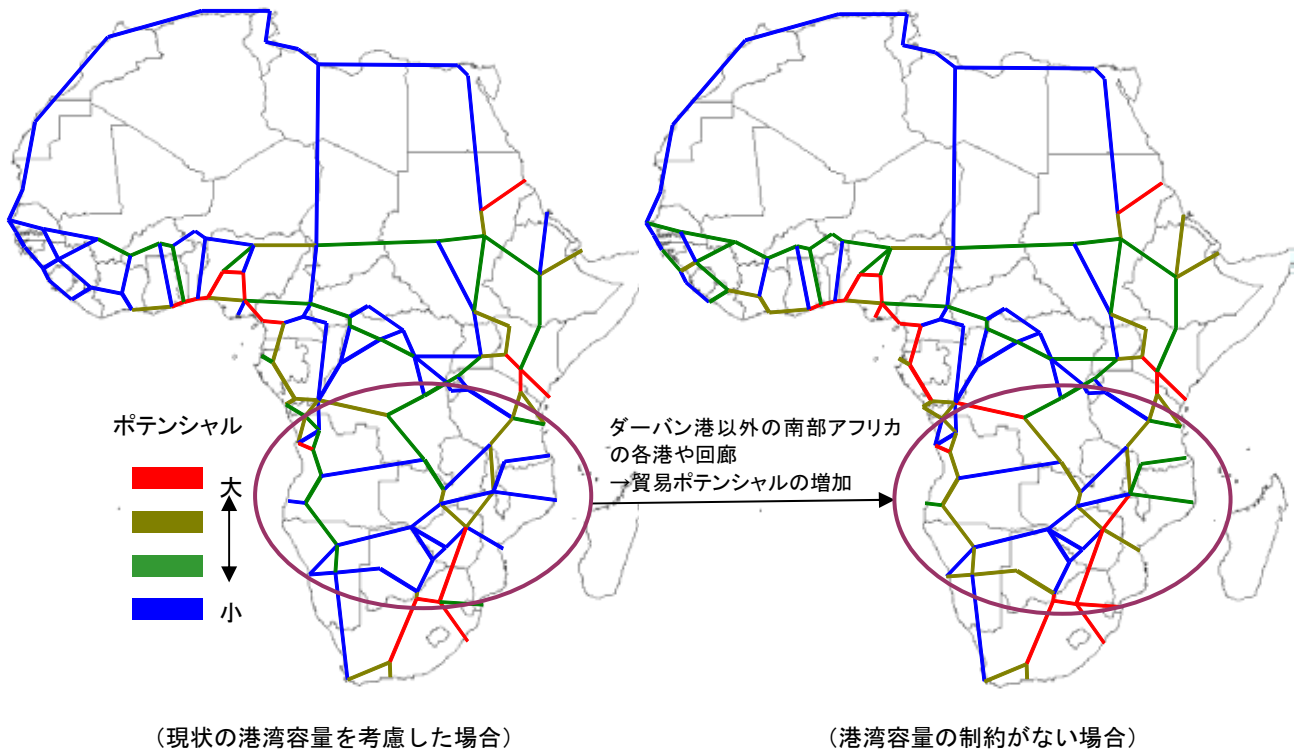 ポテンシャル
大
小
ダーバン港以外の南部アフリカ
の各港や回廊
→貿易ポテンシャルの増加
（現状の港湾容量を考慮した場合）
（港湾容量の制約がない場合）